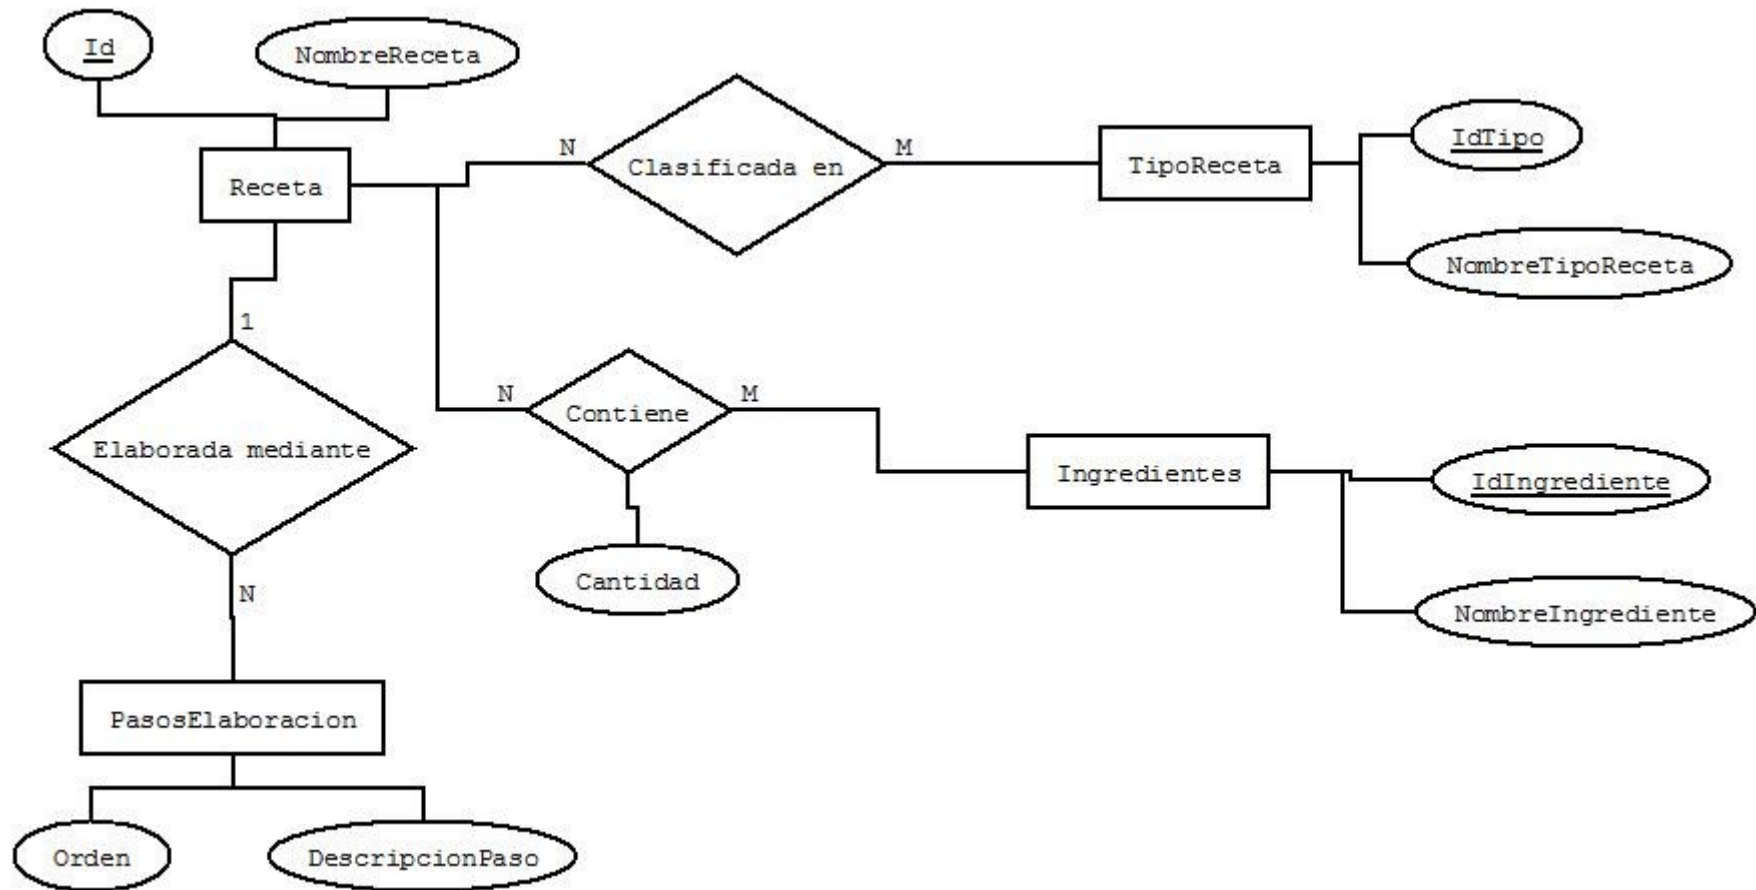 Id
NombreReceta
N
Clasificada en
M
TipoReceta
IdTipo
NombreTipoReceta
Receta
1
Elaborada mediante
N
N
Contiene
M
Cantidad
Ingredientes
IdIngrediente
NombreIngrediente
PasosElaboracion
Orden
DescripcionPaso